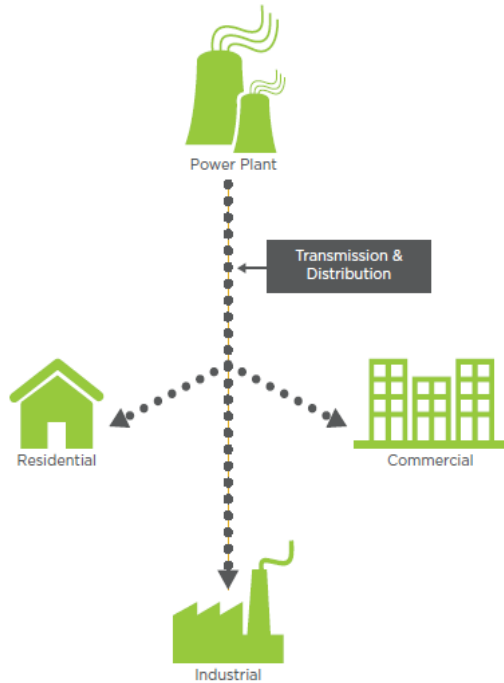 Power Plant
Transmission &
Distribution
Residential
Commercial
Industrial